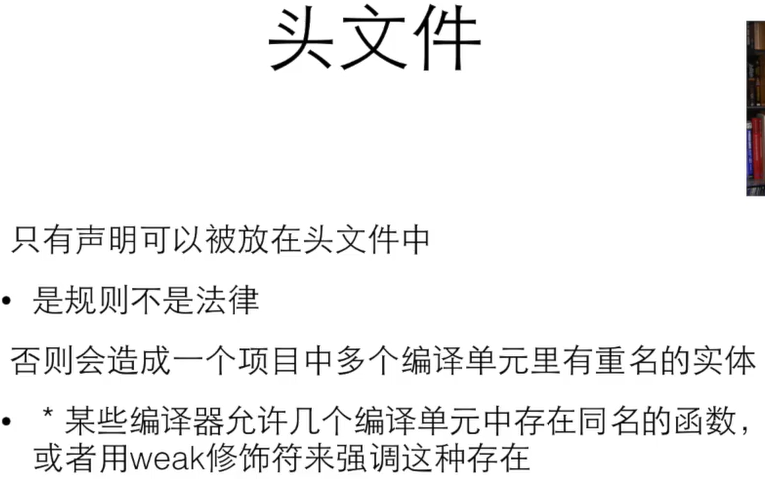 头文件
只有声明可以被放在头文件中
• 是规则不是法律
否则会造成一个项目中多个编译单元里有重名的实体
• *某些编译器允许几个编译单元中存在同名的函数，
或者用weak修饰符来强调这种存在